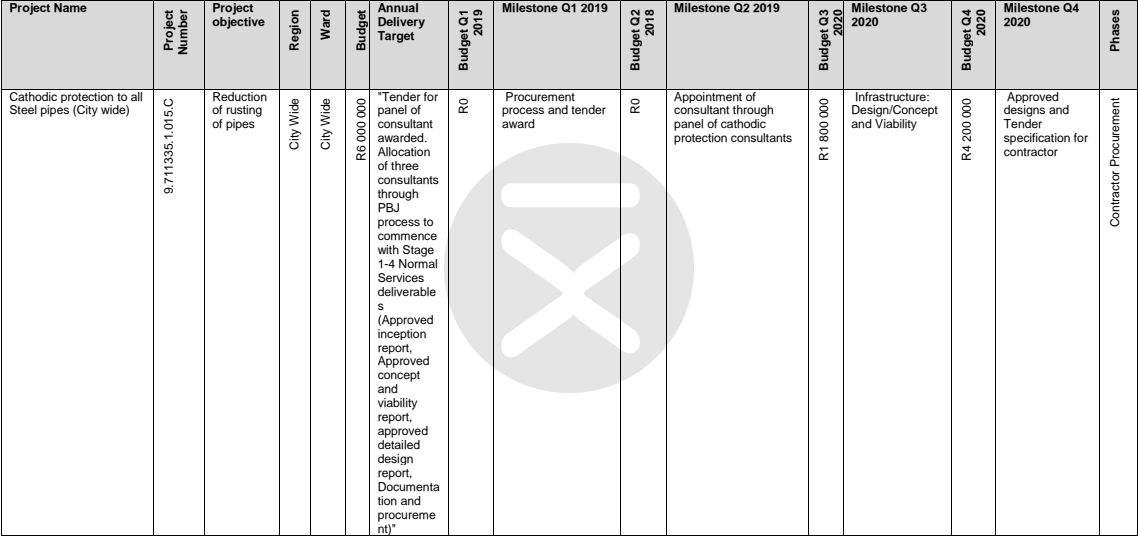 Project Name
Project
Number
Project
objective
Region
Ward
Budget
Annual
Delivery
Target
Budget Q1
2019
Milestone Q1 2019
Budget Q2
2018
Milestone Q2 2019
Budget Q3
2020
Milestone Q3
2020
Budget Q4
2020
Milestone Q4
2020
Phases
Cathodic protection to all
Steel pipes (City wide)
9.711335.1.015.C
Reduction
of rusting
of pipes
City Wide
City Wide
R6 000 000
"Tender for
panel of
consultant
awarded.
Allocation
of three
consultants
through
PBJ
process to
commence
with Stage
1-4 Normal
Services
deliverable
s
(Approved
inception
report,
Approved
concept
and
viability
report,
approved
detailed
design
report,
Documenta
tion and
procureme
nt)"
R0
Procurement
process and tender
award
R0
Appointment of
consultant through
panel of cathodic
protection consultants
R1 800 000
Infrastructure:
Design/Concept
and Viability
R4 200 000
Approved
designs and
Tender
specification for
contractor
Contractor Procurement